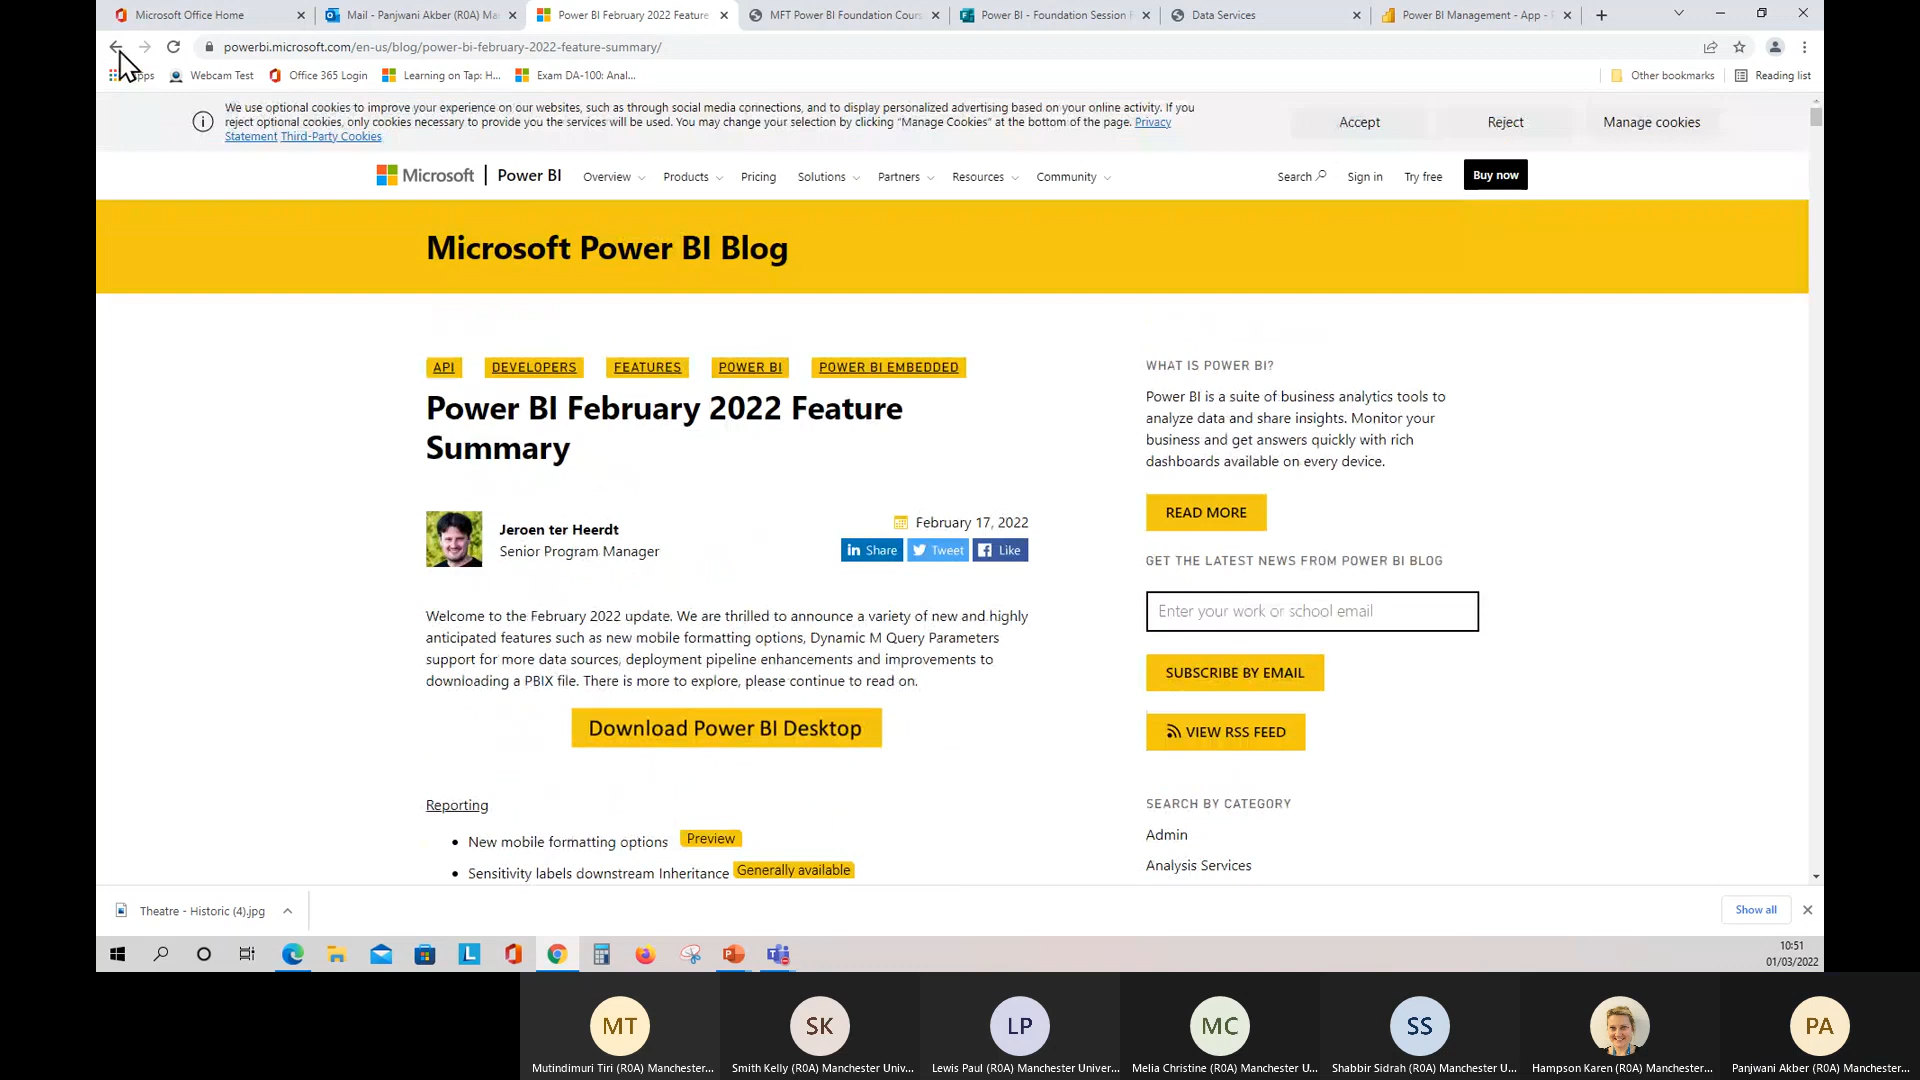 Microsoft Office Home
Mail - Panjwani Akber (R0A) Ma
Power BI February 2022 Feature
MFT Power BI Foundation Cour
Power BI - Foundation Session F
Data Services
Power BI Management - App -
powerbi.microsoft.com/en-us/blog/power-bi-february-2022-feature-summary/
Apps
Webcam Test
Office 365 Login
Learning on Tap: H...
Exam DA-100: Anal...
Other bookmarks
Reading list
We use optional cookies to improve your experience on our websites, such as through social media connections, and to display personalized advertising based on your online activity. If you
reject optional cookies, only cookies necessary to provide you the services will be used. You may change your selection by clicking “Manage Cookies” at the bottom of the page. Privacy
Statement Third-Party Cookies
Accept
Reject
Manage cookies
Microsoft
Power BI
Overview
Products
Pricing
Solutions
Partners
Resources
Community
Search
Sign in
Try free
Buy now
Microsoft Power BI Blog
API
DEVELOPERS
FEATURES
POWER BI
POWER BI EMBEDDED
Power BI February 2022 Feature
Summary
Jeroen ter Heerdt
Senior Program Manager
February 17, 2022
in Share
Tweet
Like
Welcome to the February 2022 update. We are thrilled to announce a variety of new and highly
anticipated features such as new mobile formatting options, Dynamic M Query Parameters
support for more data sources, deployment pipeline enhancements and improvements to
downloading a PBIX file. There is more to explore, please continue to read on.
Download Power BI Desktop
Reporting
• New mobile formatting options Preview
• Sensitivity labels downstream Inheritance Generally available
WHAT IS POWER BI?
Power BI is a suite of business analytics tools to
analyze data and share insights. Monitor your
business and get answers quickly with rich
dashboards available on every device.
READ MORE
GET THE LATEST NEWS FROM POWER BI BLOG
Enter your work or school email
SUBSCRIBE BY EMAIL
VIEW RSS FEED
SEARCH BY CATEGORY
Admin
Analysis Services
Theatre - Historic (4).jpg
Show all
10:51
01/03/2022
MT
SK
LP
MC
SS
PA
Mutindimuri Tiri (R0A) Manchester...
Smith Kelly (R0A) Manchester Univ...
Lewis Paul (R0A) Manchester Univer...
Melia Christine (R0A) Manchester U...
Shabbir Sidrah (R0A) Manchester U...
Hampson Karen (R0A) Manchester...
Panjwani Akber (R0A) Manchester...